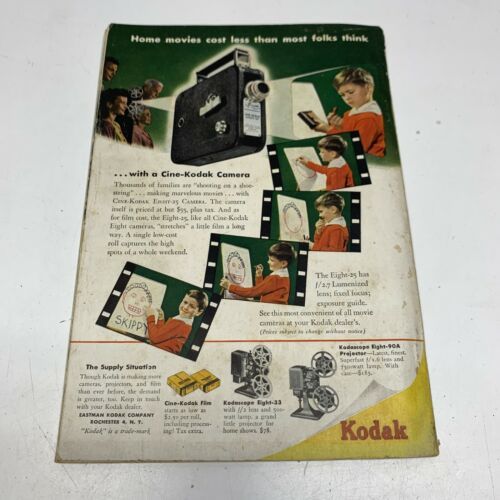 Home movies cost less than most folks think
...with a Cine-Kodak Camera
Thousands of families are "shooting on a shoe-
string" ... making marvelous movies ... with
CINE-KODAK EIGHT-25 CAMERA. The camera
itself is priced at but $55, plus tax. And as
for film cost, the Eight-25, like all Cine-Kodak
Eight cameras, "stretches" a little film a long
way. A single low-cost
roll captures the high
spots of a whole weekend.
The Eight-25 has
f/2.7 Lumenized
lens; fixed focus;
exposure guide.
See this most convenient of all movie
cameras at your Kodak dealer's.
(Prices subject to change without notice)
SKIPPY
The Supply Situation
Though Kodak is making more
cameras, projectors, and film
than ever before, the demand
is greater, too. Keep in touch
with your Kodak dealer.
EASTMAN KODAK COMPANY
ROCHESTER 4, N. Y.
"Kodak" is a trade-mark
Cine-Kodak Film
starts as low as
$2.50 per roll,
including process-
ing! Tax extra.
Kodascope Eight-33
with f/2 lens and 500-
watt lamp, a grand
little projector for
home shows. $78.
Kodascope Eight-90A
Projector—Latest, finest.
Superfast f/1.6 lens and
750-watt lamp. With
case—$185.
Kodak